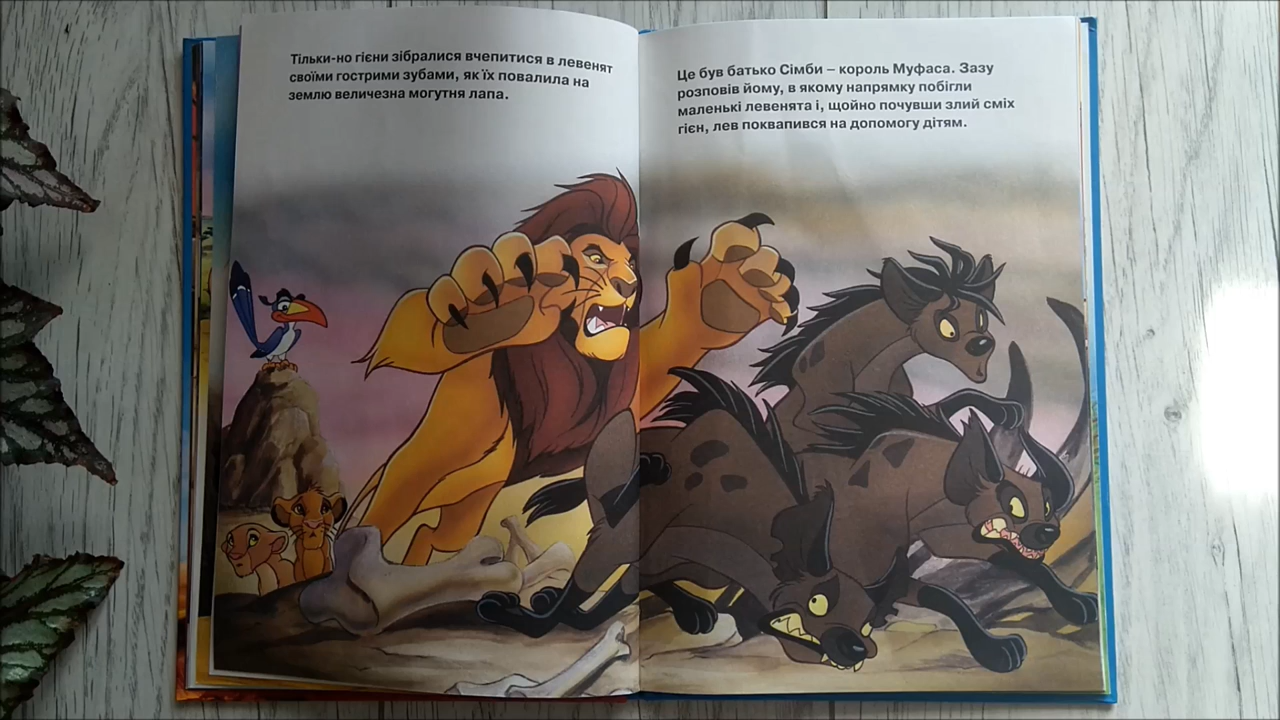 Тільки-но гієни зібралися вчепитися в левенят
своїми гострими зубами, як їх повалила на
землю величезна могутня лапа.
Це був батько Сімби – король Муфаса. Зазу
розповів йому, в якому напрямку побігли
маленькі левенята і, щойно почувши злий сміх
гієн, лев поквапився на допомогу дітям.